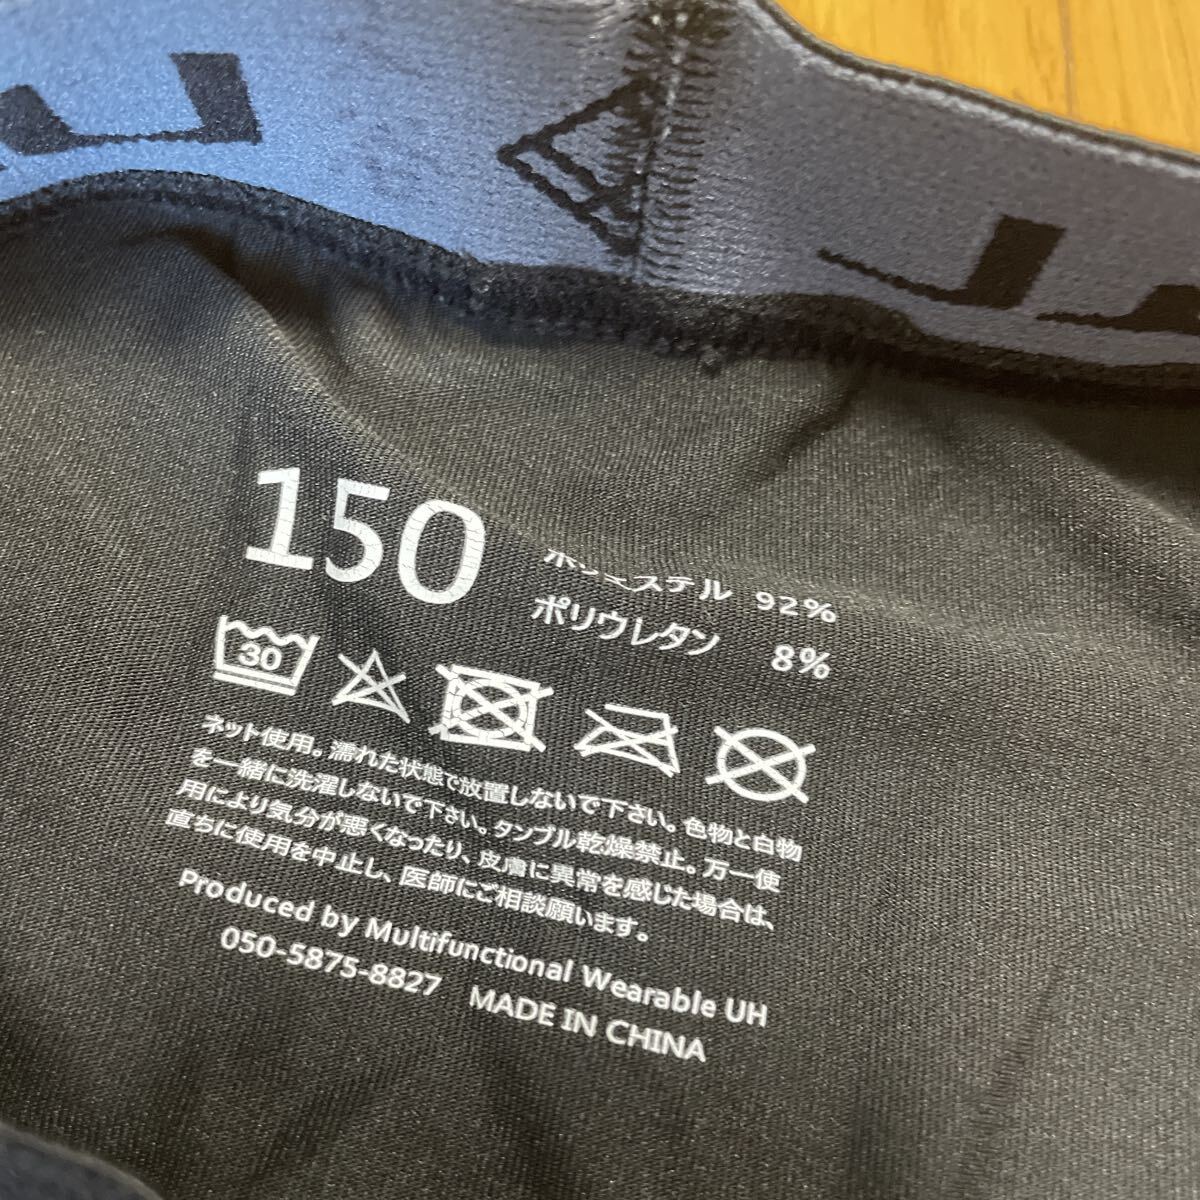 150
ポリエステル 92%
ポリウレタン 8%
30
ネット使用。濡れた状態で放置しないで下さい。色物と白物
を一緒に洗濯しないで下さい。タンブル乾燥禁止。万一使
用により気分が悪くなったり、皮膚に異常を感じた場合は、
直ちに使用を中止し、医師にご相談願います。
Produced by Multifunctional Wearable UH
050-5875-8827 MADE IN CHINA